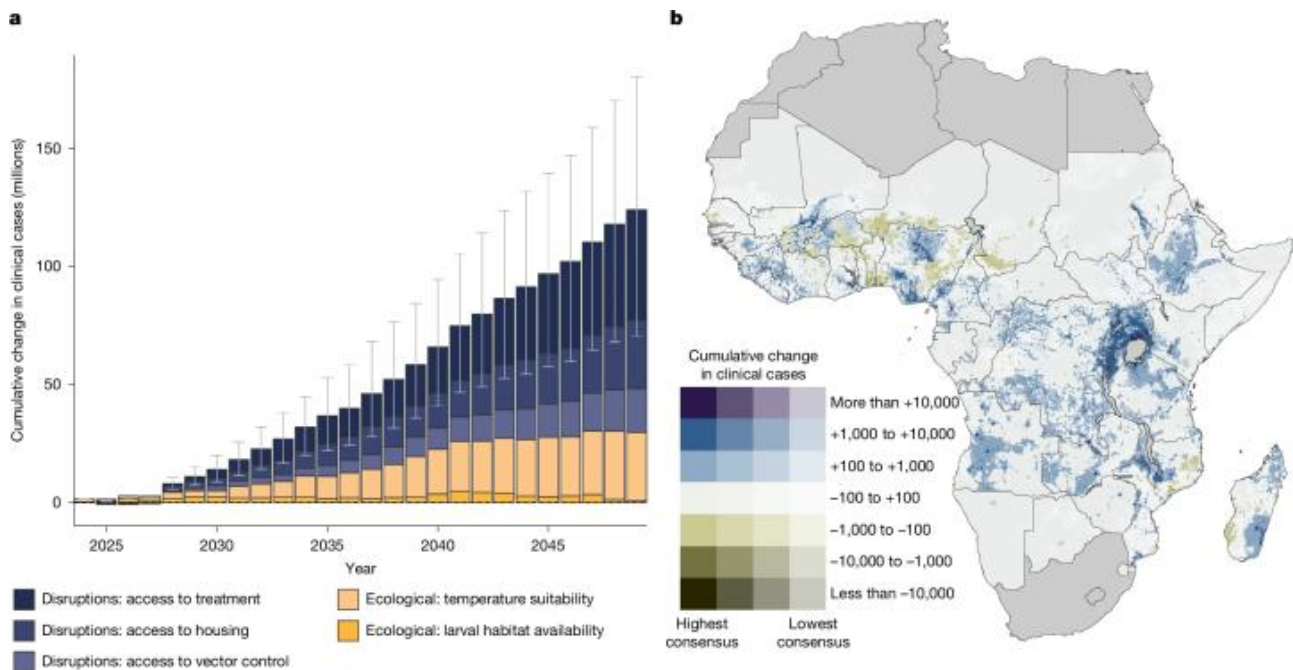 a
Cumulative change in clinical cases (millions)
150
100
50
0
2025
2030
2035
2040
2045
Year
Disruptions: access to treatment
Disruptions: access to housing
Disruptions: access to vector control
Ecological: temperature suitability
Ecological: larval habitat availability
b
Cumulative change
in clinical cases
More than +10,000
+1,000 to +10,000
+100 to +1,000
–100 to +100
–1,000 to –100
–10,000 to –1,000
Less than –10,000
Highest
consensus
Lowest
consensus